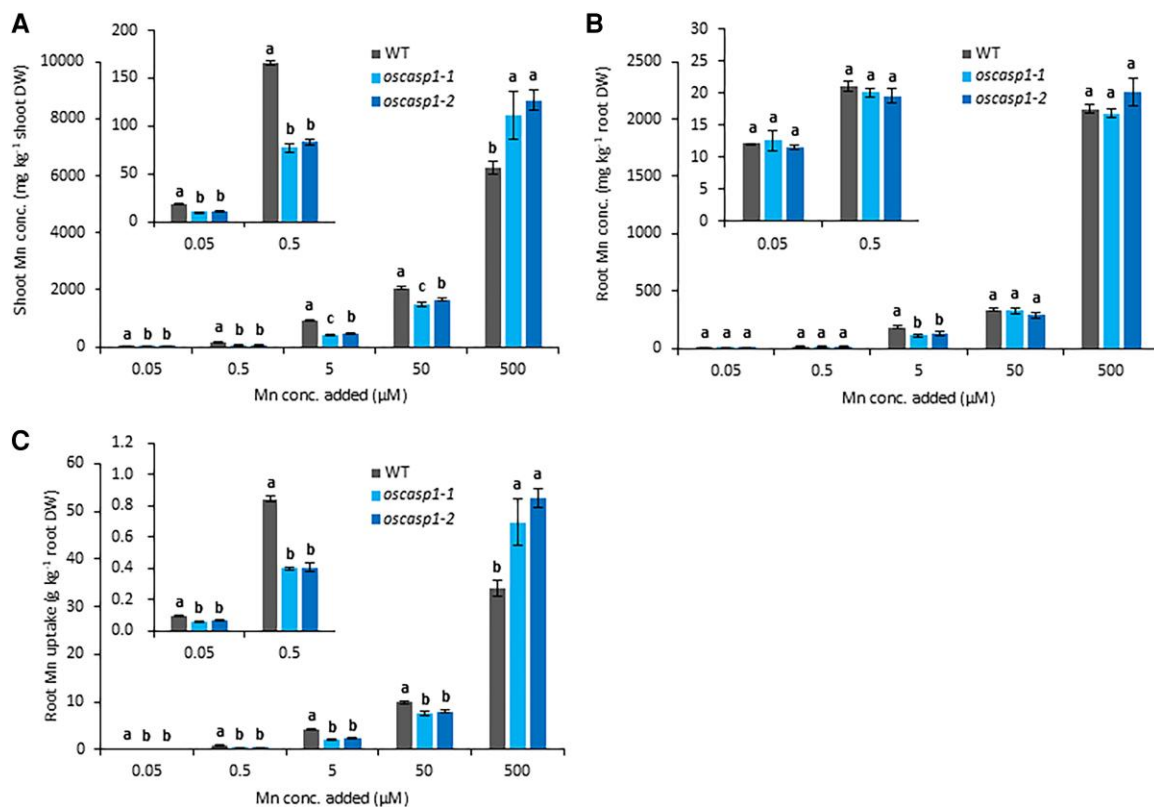 A
Shoot Mn conc. (mg kg⁻¹ shoot DW)
10000
8000
6000
4000
2000
0
200
150
100
50
0
a
b
b
a
b
b
0.05
0.5
WT
oscasp1-1
oscasp1-2
a b b
a b b
a
c
b
a
c
b
b
a
a
0.05
0.5
5
50
500
Mn conc. added (µM)
B
Root Mn conc. (mg kg⁻¹ root DW)
2500
2000
1500
1000
500
0
30
25
20
15
10
5
0
a
a
a
a
a
a
0.05
0.5
WT
oscasp1-1
oscasp1-2
a a a
a a a
a
b
b
a
a
a
a
a
a
0.05
0.5
5
50
500
Mn conc. added (µM)
C
Root Mn uptake (g kg⁻¹ root DW)
60
50
40
30
20
10
0
1.2
1.0
0.8
0.6
0.4
0.2
0.0
a
b
b
a
b
b
0.05
0.5
WT
oscasp1-1
oscasp1-2
a b b
a b b
a
b
b
a
b
b
b
a
a
0.05
0.5
5
50
500
Mn conc. added (µM)